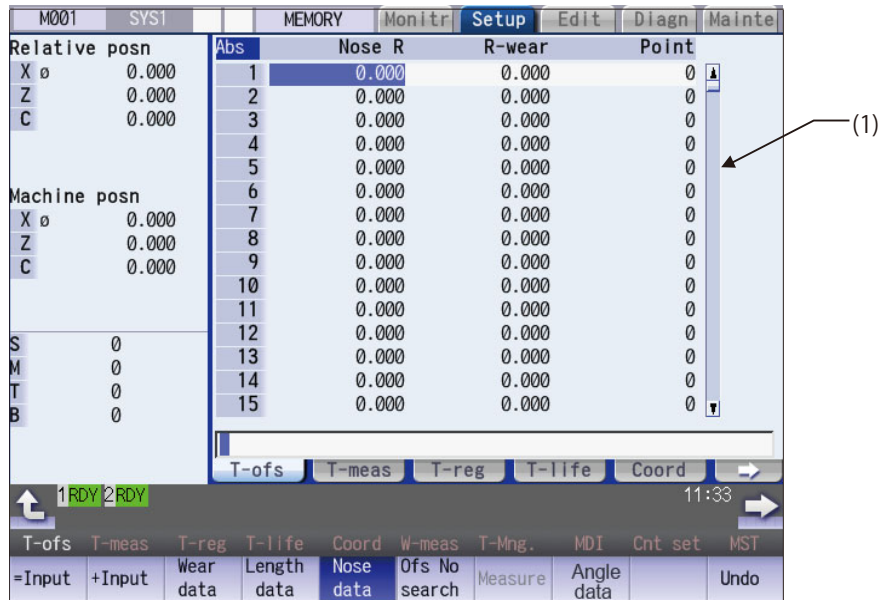 M001 SYS1 MEMORY Monitr Setup Edit Diagn Mainte
Relative posn
X ø 0.000
Z 0.000
C 0.000
Machine posn
X ø 0.000
Z 0.000
C 0.000
S 0
M 0
T 0
B 0
Abs Nose R R-wear Point
1 0.000 0.000 0
2 0.000 0.000 0
3 0.000 0.000 0
4 0.000 0.000 0
5 0.000 0.000 0
6 0.000 0.000 0
7 0.000 0.000 0
8 0.000 0.000 0
9 0.000 0.000 0
10 0.000 0.000 0
11 0.000 0.000 0
12 0.000 0.000 0
13 0.000 0.000 0
14 0.000 0.000 0
15 0.000 0.000 0
(1)
T-ofs T-meas T-reg T-life Coord
1 RDY 2 RDY 11:33
T-ofs T-meas T-reg T-life Coord W-meas T-Mng. MDI Cnt set MST
=Input +Input Wear data Length data Nose data Ofs No search Measure Angle data Undo